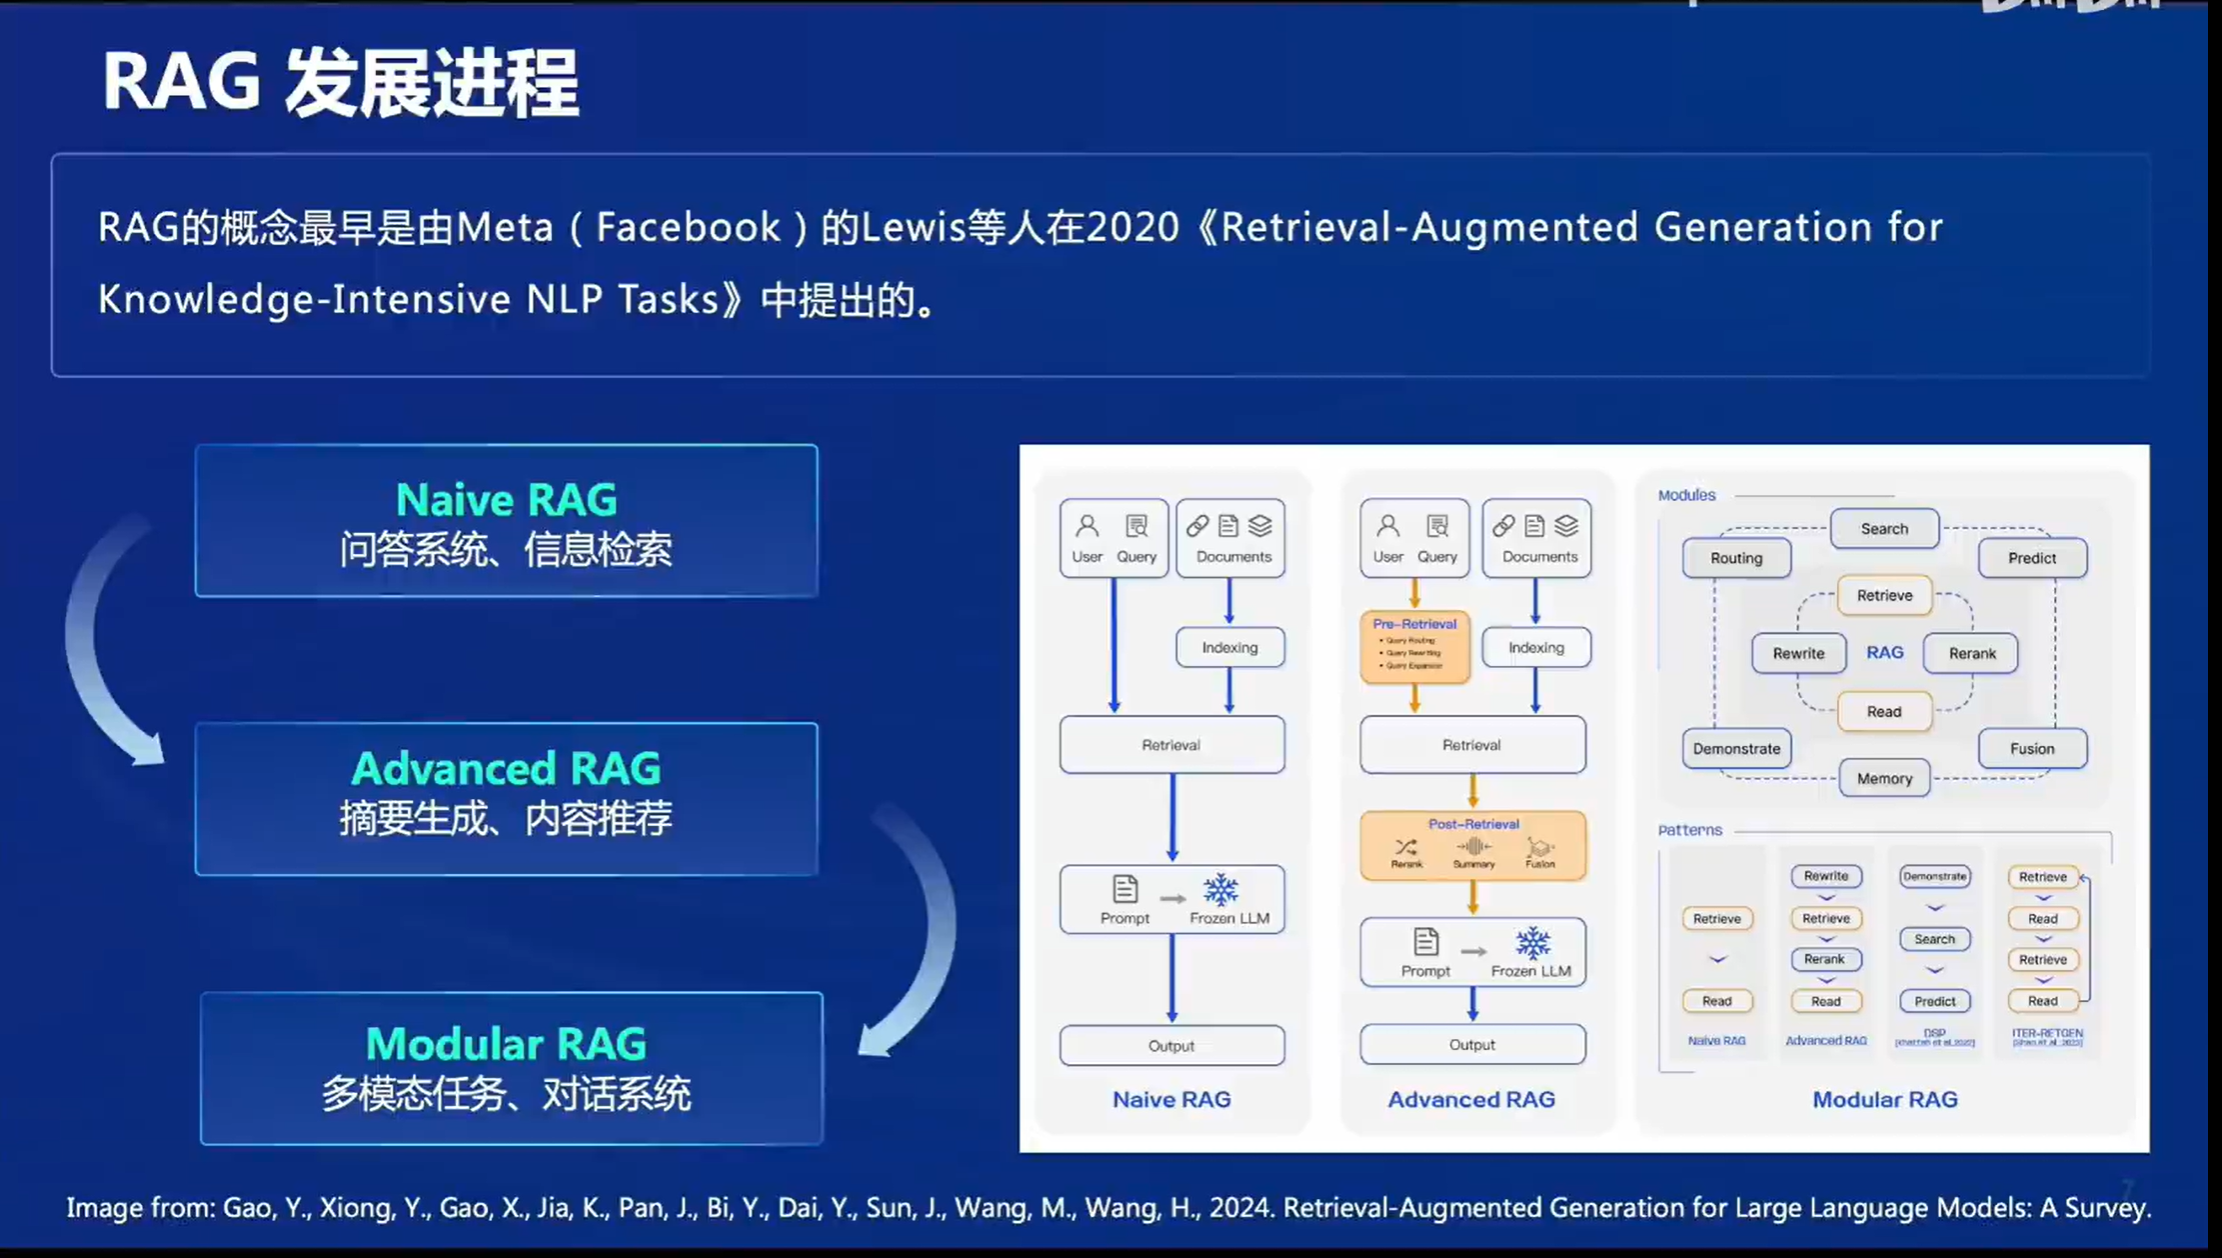 RAG 发展进程
RAG的概念最早是由Meta（Facebook）的Lewis等人在2020《Retrieval-Augmented Generation for
Knowledge-Intensive NLP Tasks》中提出的。
Naive RAG
问答系统、信息检索
Advanced RAG
摘要生成、内容推荐
Modular RAG
多模态任务、对话系统
User Query
Documents
Indexing
Retrieval
Prompt
Frozen LLM
Output
Naive RAG
User Query
Documents
Pre-Retrieval
Query Routing
Query Rewriting
Query Expansion
Indexing
Retrieval
Post-Retrieval
Rerank
Summary
Fusion
Prompt
Frozen LLM
Output
Advanced RAG
Modules
Search
Routing
Predict
Retrieve
Rewrite
RAG
Rerank
Read
Demonstrate
Fusion
Memory
Patterns
Retrieve
Read
Naive RAG
Rewrite
Retrieve
Rerank
Read
Advanced RAG
Demonstrate
Search
Predict
DSP
Retrieve
Read
Retrieve
Read
ITER-RETGEN
Modular RAG
7
Image from: Gao, Y., Xiong, Y., Gao, X., Jia, K., Pan, J., Bi, Y., Dai, Y., Sun, J., Wang, M., Wang, H., 2024. Retrieval-Augmented Generation for Large Language Models: A Survey.